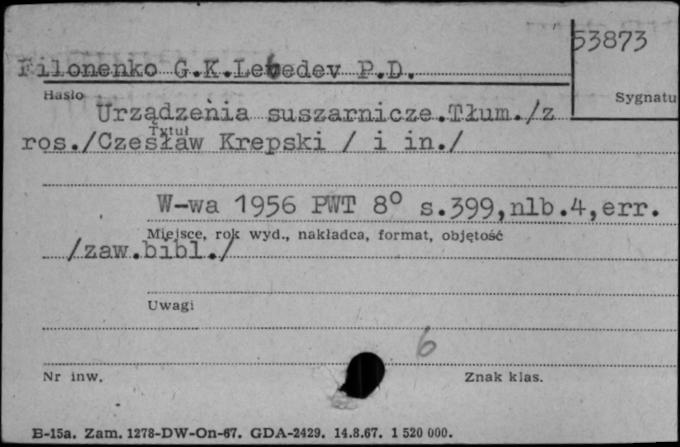 53873
Filonenko G.K.Lebedev P.D.
Hasło
Sygnatu
Urządzenia suszarnicze.Tłum./z
Tytuł
ros./Czesław Krepski / i in./
W-wa 1956 PWT 8° s.399,nlb.4,err.
Miejsce, rok wyd., nakładca, format, objętość
/zaw.bibl./
Uwagi
6
Nr inw.
Znak klas.
B-15a. Zam. 1278-DW-On-67. GDA-2429. 14.8.67. 1 520 000.